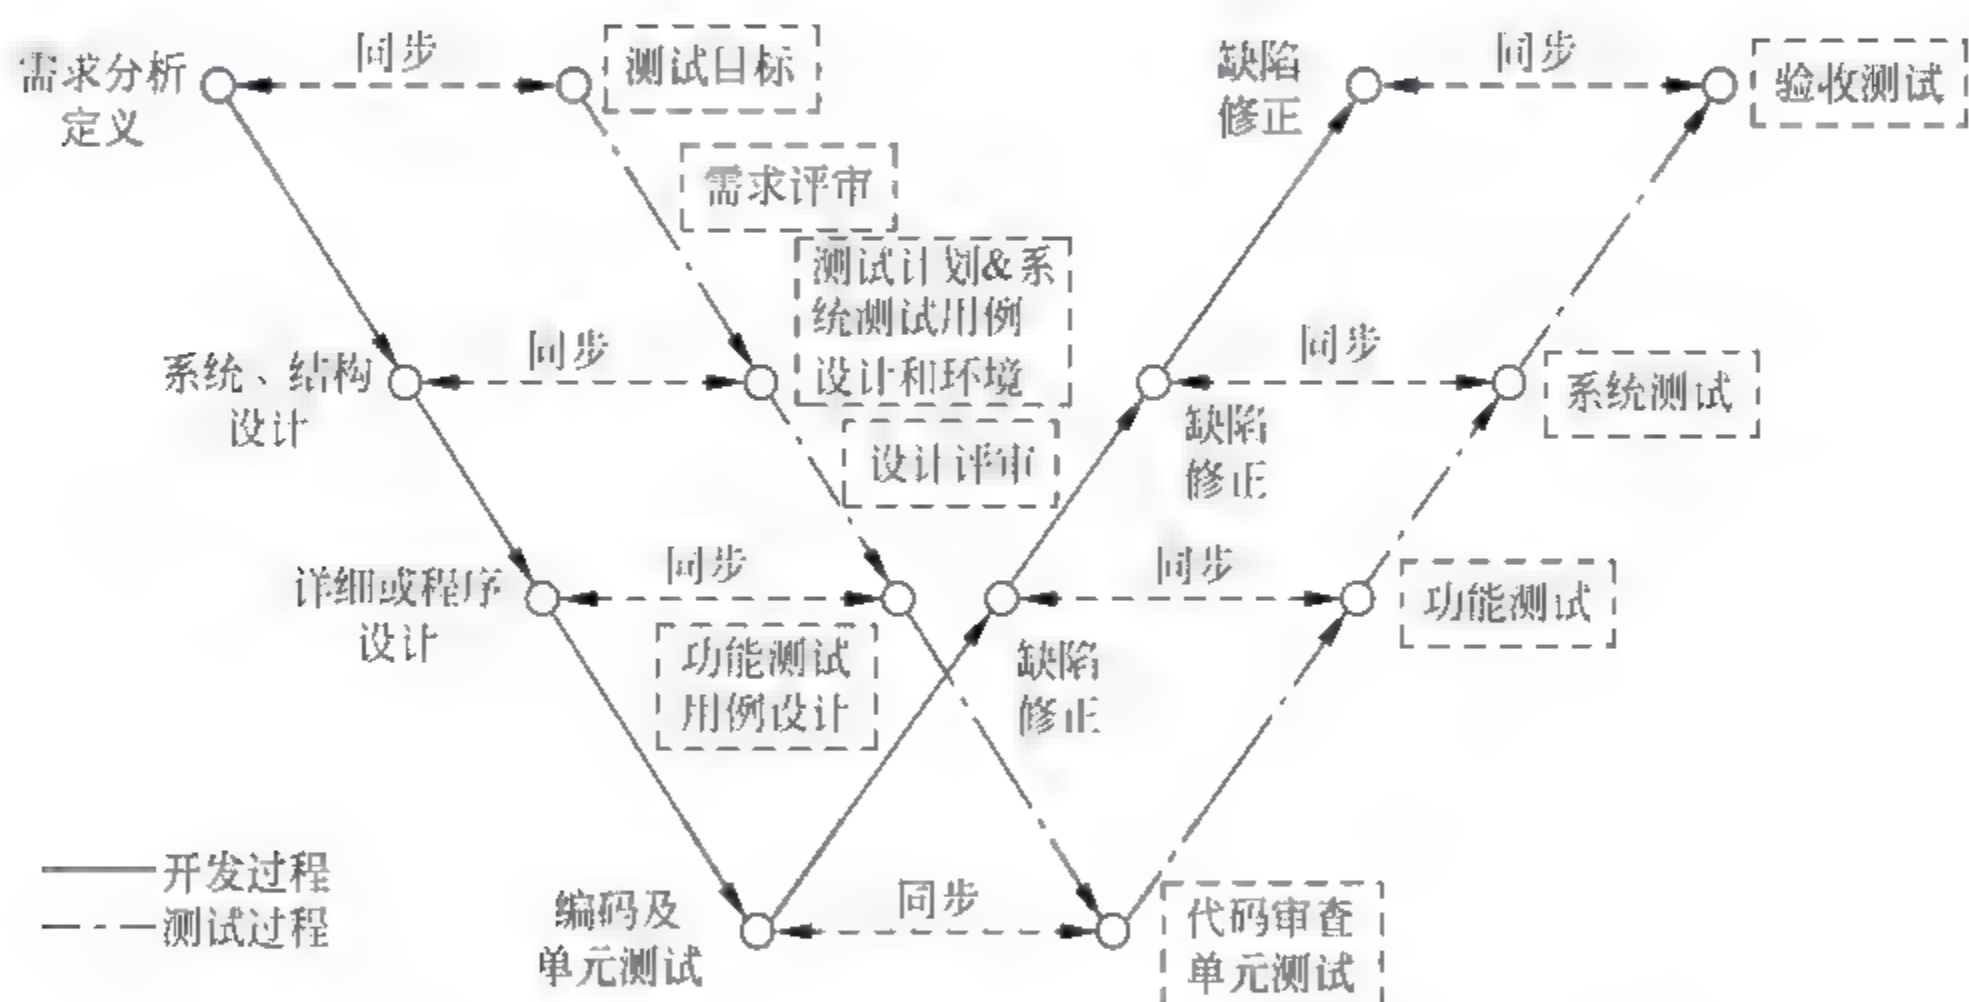 需求分析
定义
同步
测试目标
缺陷
修正
同步
验收测试
需求评审
测试计划&系
统测试用例
设计和环境
系统、结构
设计
同步
设计评审
同步
缺陷
修正
系统测试
详细或程序
设计
同步
功能测试
用例设计
同步
缺陷
修正
功能测试
开发过程
测试过程
编码及
单元测试
同步
代码审查
单元测试